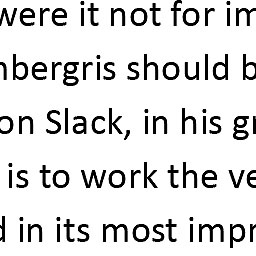 were it not for im
bergris should b
on Slack, in his gr
is to work the ve
d in its most impr